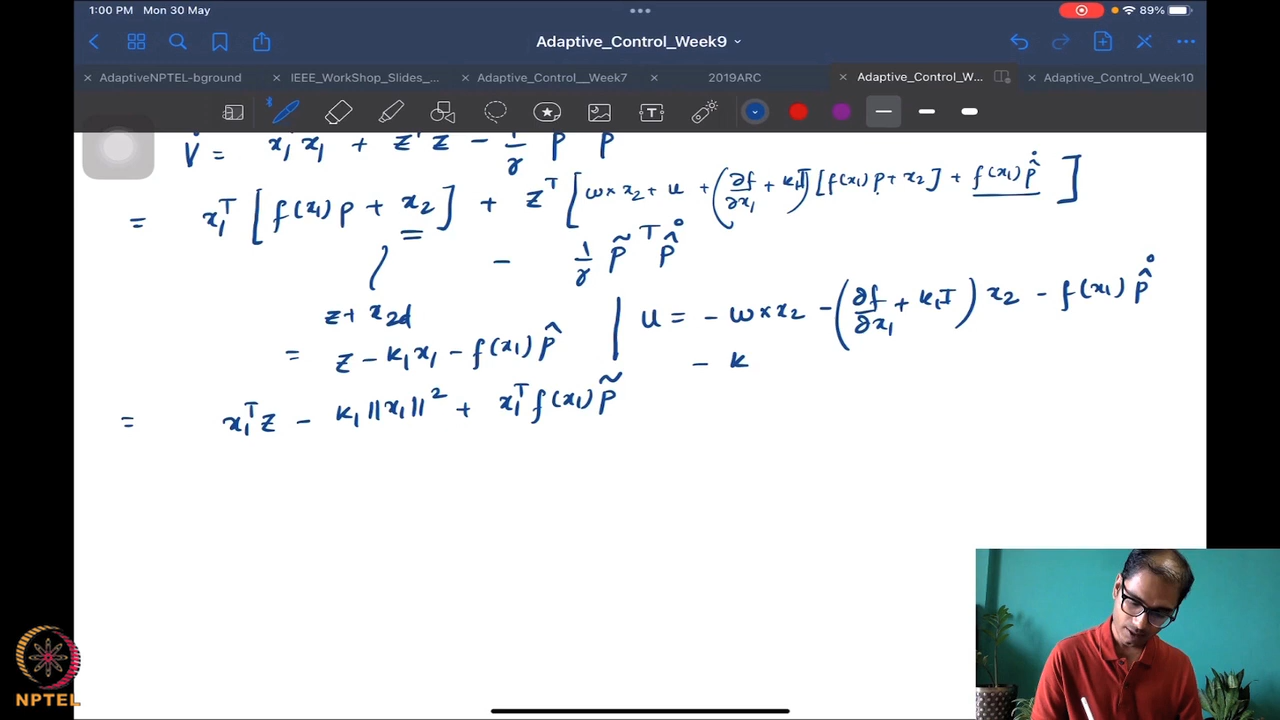 1:00 PM Mon 30 May
89%
Adaptive_Control_Week9
AdaptiveNPTEL-bground
IEEE_WorkShop_Slides_...
Adaptive_Control__Week7
2019ARC
Adaptive_Control_W...
Adaptive_Control_Week10
V̇ = x₁ᵀẋ₁ + zᵀż - 1/γ p̃ᵀ p̂̇
= x₁ᵀ[f(x₁)p + x₂] + zᵀ[ω×x₂ + u + (∂f/∂x₁ + k₁I)[f(x₁)p + x₂] + f(x₁)p̂̇]
- 1/γ p̃ᵀ p̂̇
z + x₂d
= z - k₁x₁ - f(x₁)p̂
u = - ω×x₂ - (∂f/∂x₁ + k₁I) x₂ - f(x₁)p̂̇
- k
= x₁ᵀz - k₁||x₁||² + x₁ᵀf(x₁)p̃
NPTEL